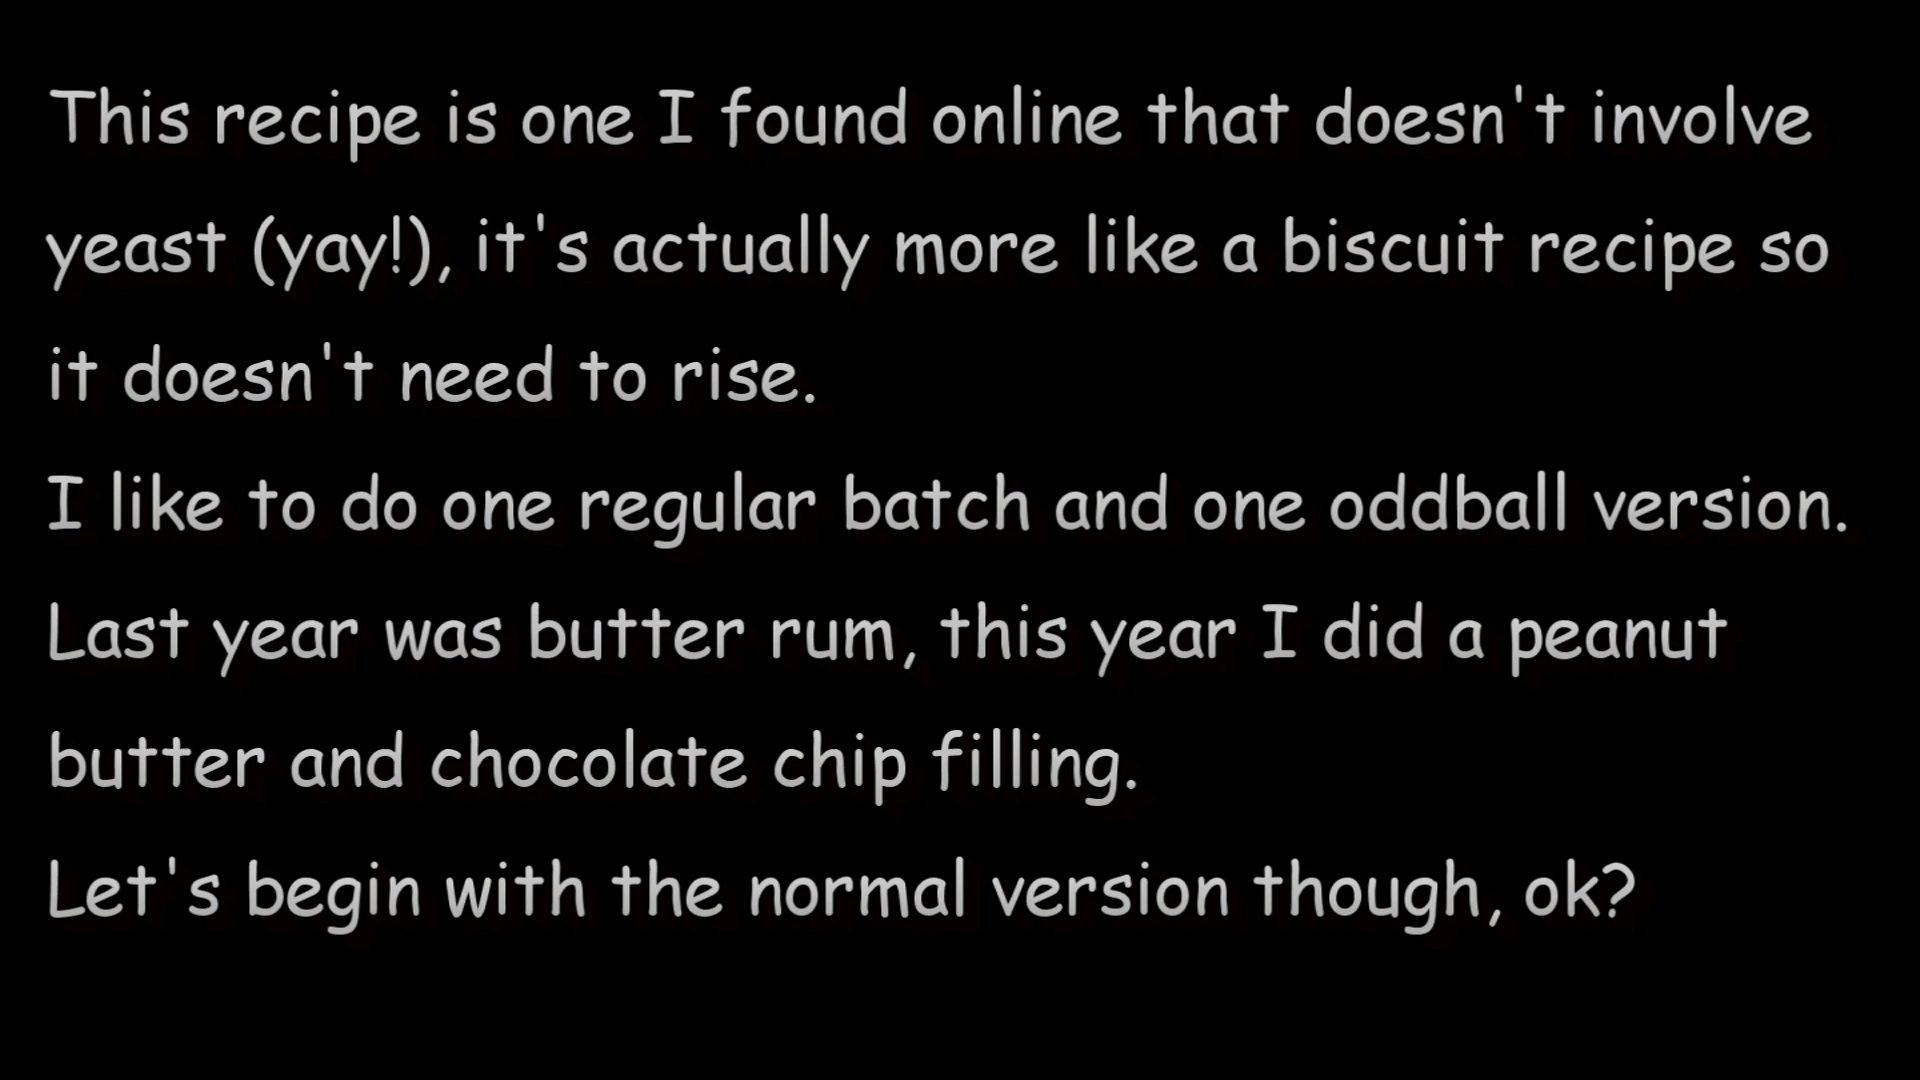 This recipe is one I found online that doesn't involve
yeast (yay!), it's actually more like a biscuit recipe so
it doesn't need to rise.
I like to do one regular batch and one oddball version.
Last year was butter rum, this year I did a peanut
butter and chocolate chip filling.
Let's begin with the normal version though, ok?